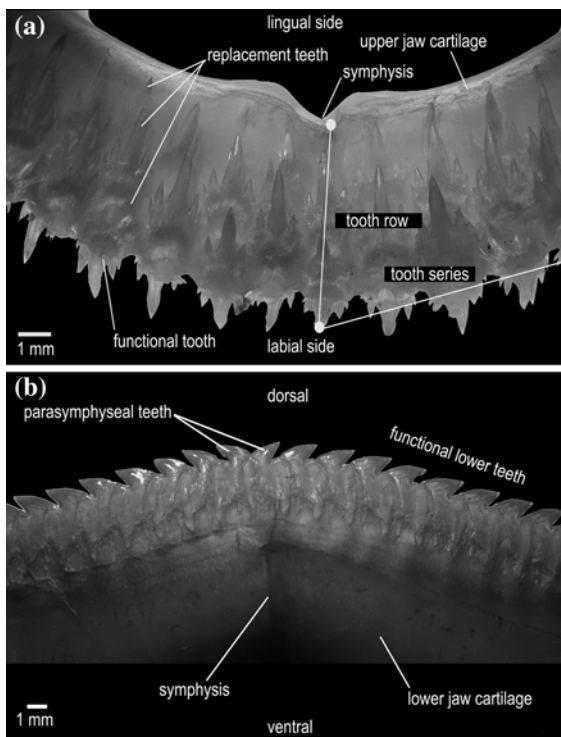 (a)
lingual side
replacement teeth
symphysis
upper jaw cartilage
tooth row
tooth series
1 mm
functional tooth
labial side
(b)
dorsal
parasymphyseal teeth
functional lower teeth
symphysis
lower jaw cartilage
1 mm
ventral